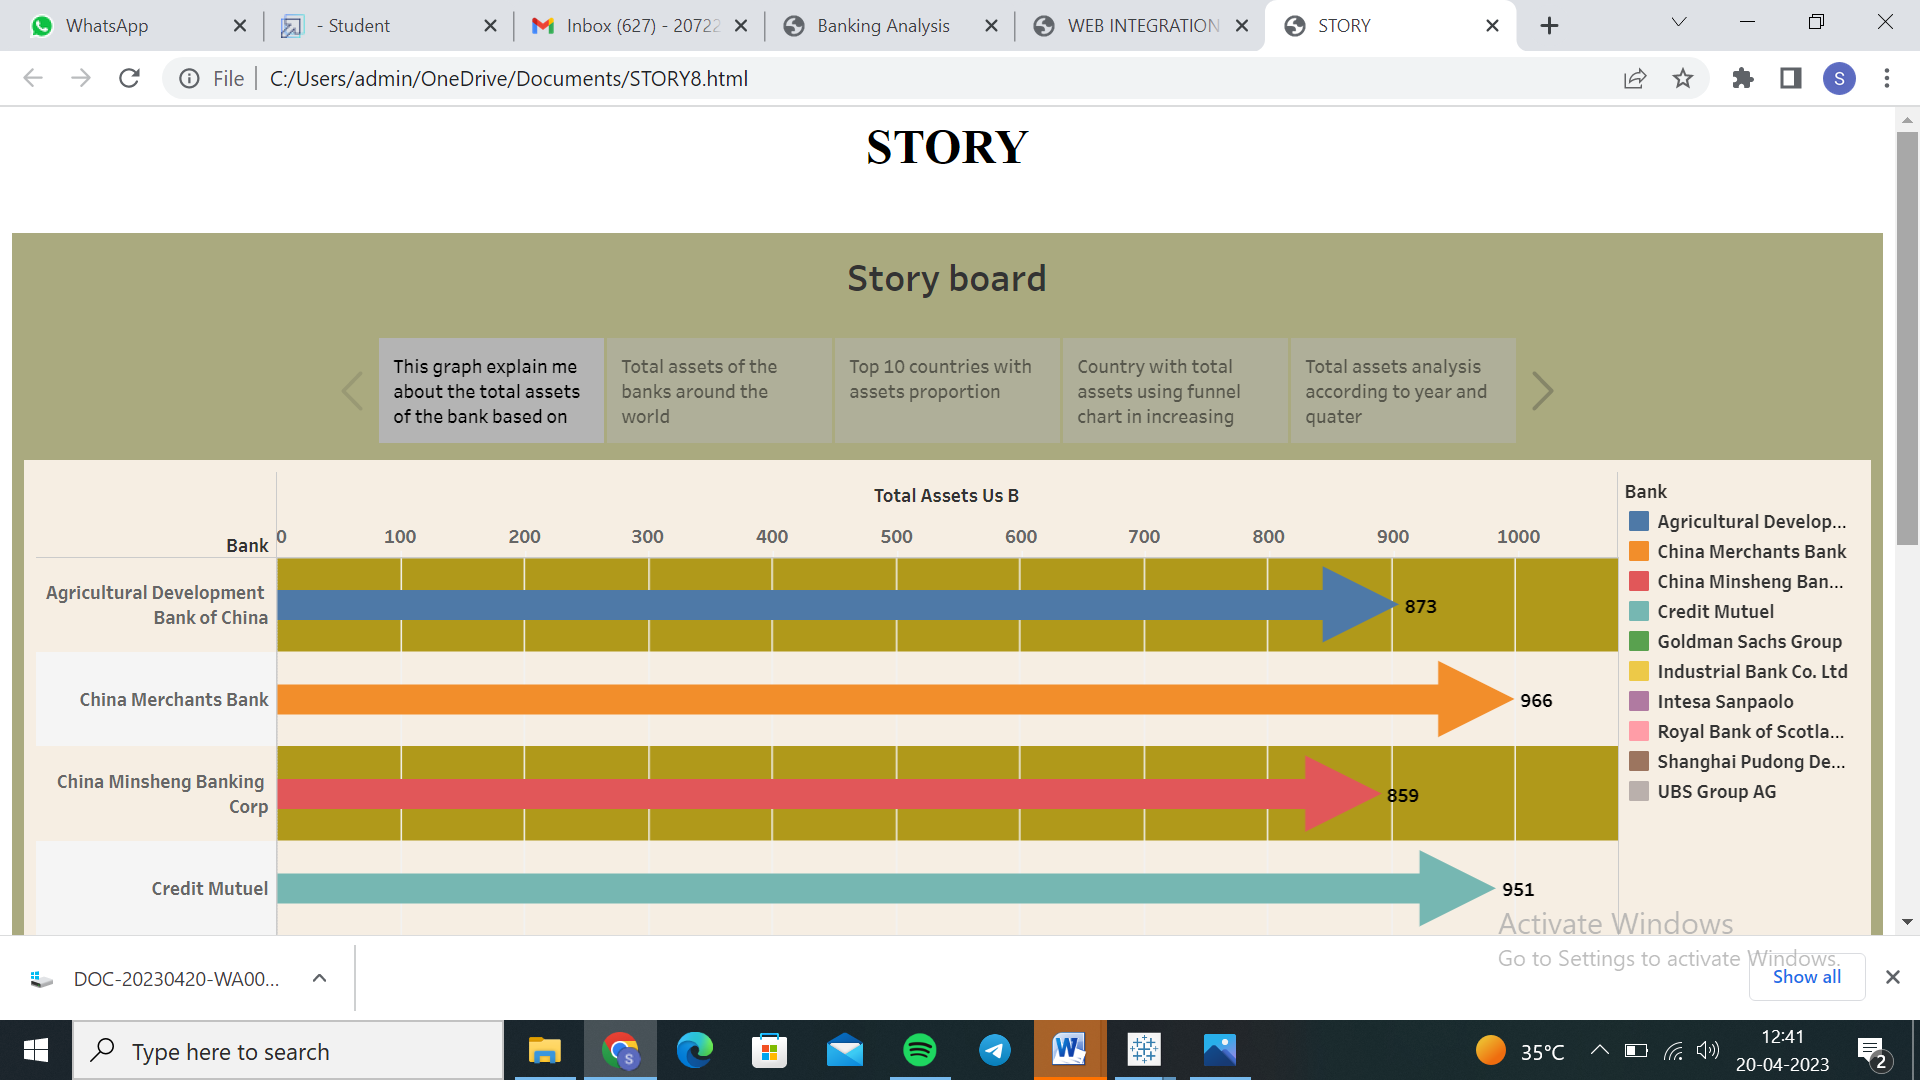 WhatsApp
- Student
Inbox (627) - 20722
Banking Analysis
WEB INTEGRATION
STORY
File
C:/Users/admin/OneDrive/Documents/STORY8.html
S
STORY
Story board
This graph explain me
about the total assets
of the bank based on
Total assets of the
banks around the
world
Top 10 countries with
assets proportion
Country with total
assets using funnel
chart in increasing
Total assets analysis
according to year and
quater
Total Assets Us B
Bank
0 100 200 300 400 500 600 700 800 900 1000
Agricultural Development
Bank of China
873
China Merchants Bank
966
China Minsheng Banking
Corp
859
Credit Mutuel
951
Bank
Agricultural Develop...
China Merchants Bank
China Minsheng Ban...
Credit Mutuel
Goldman Sachs Group
Industrial Bank Co. Ltd
Intesa Sanpaolo
Royal Bank of Scotla...
Shanghai Pudong De...
UBS Group AG
Activate Windows
Go to Settings to activate Windows.
DOC-20230420-WA00...
Show all
Type here to search
S
W
35°C
12:41
20-04-2023
2